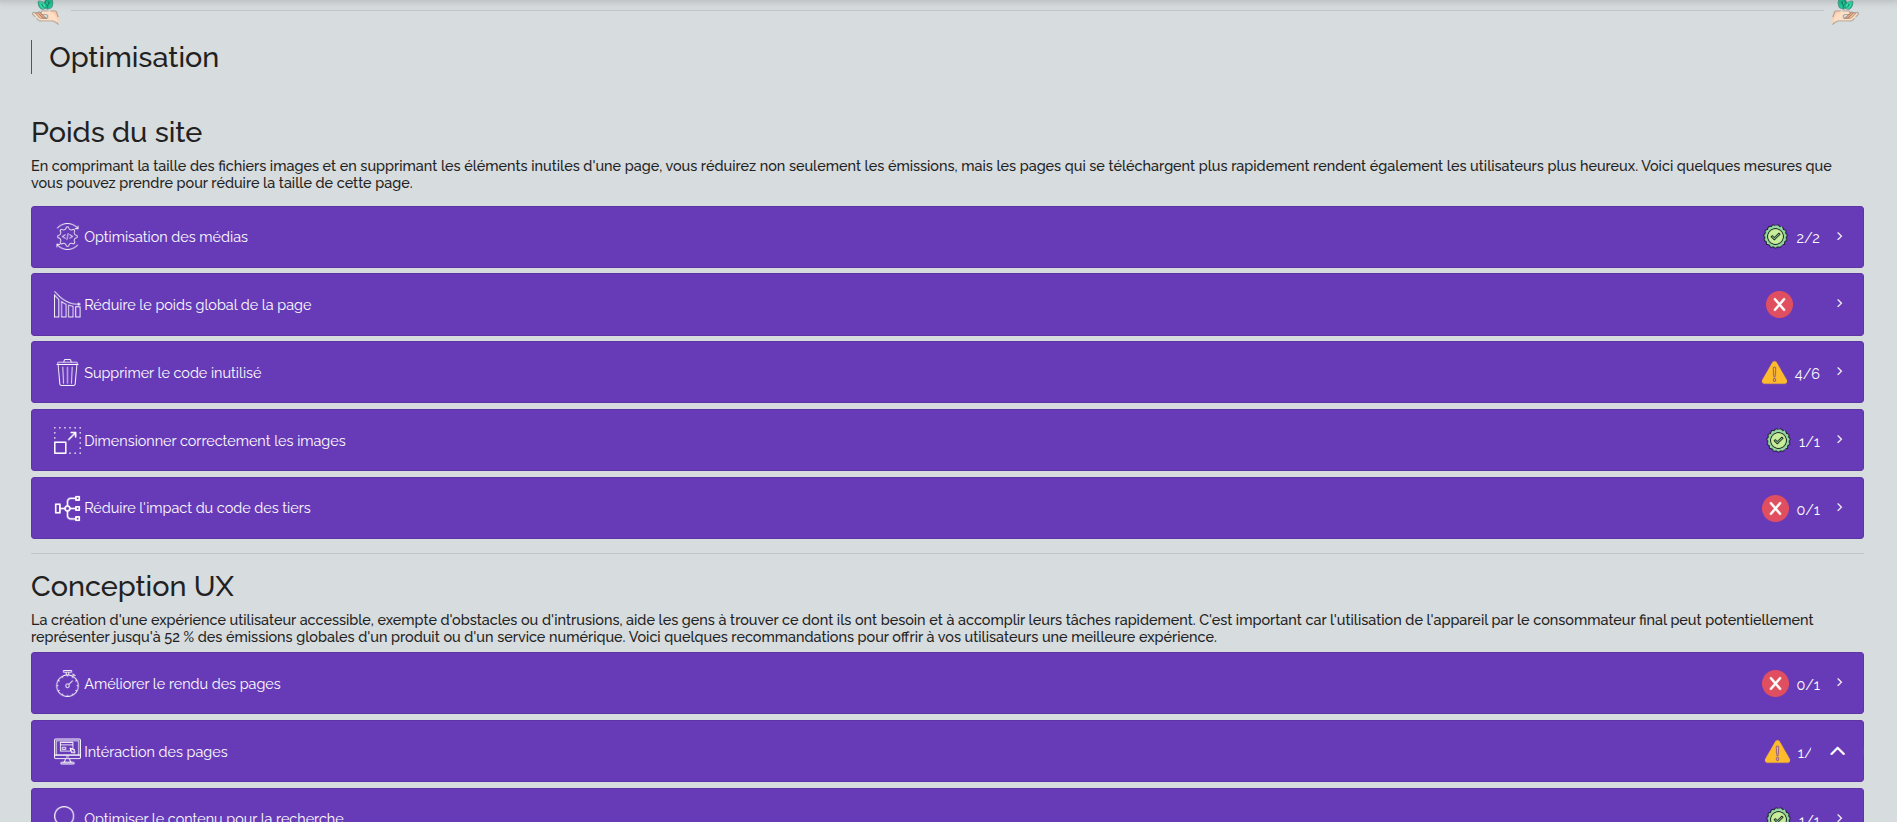 Optimisation
Poids du site
En comprimant la taille des fichiers images et en supprimant les éléments inutiles d'une page, vous réduirez non seulement les émissions, mais les pages qui se téléchargent plus rapidement rendent également les utilisateurs plus heureux. Voici quelques mesures que
vous pouvez prendre pour réduire la taille de cette page.
Optimisation des médias 2/2
Réduire le poids global de la page
Supprimer le code inutilisé 4/6
Dimensionner correctement les images 1/1
Réduire l'impact du code des tiers 0/1
Conception UX
La création d'une expérience utilisateur accessible, exempte d'obstacles ou d'intrusions, aide les gens à trouver ce dont ils ont besoin et à accomplir leurs tâches rapidement. C'est important car l'utilisation de l'appareil par le consommateur final peut potentiellement
représenter jusqu'à 52 % des émissions globales d'un produit ou d'un service numérique. Voici quelques recommandations pour offrir à vos utilisateurs une meilleure expérience.
Améliorer le rendu des pages 0/1
Intéraction des pages 1/
Optimiser le contenu pour la recherche 1/1